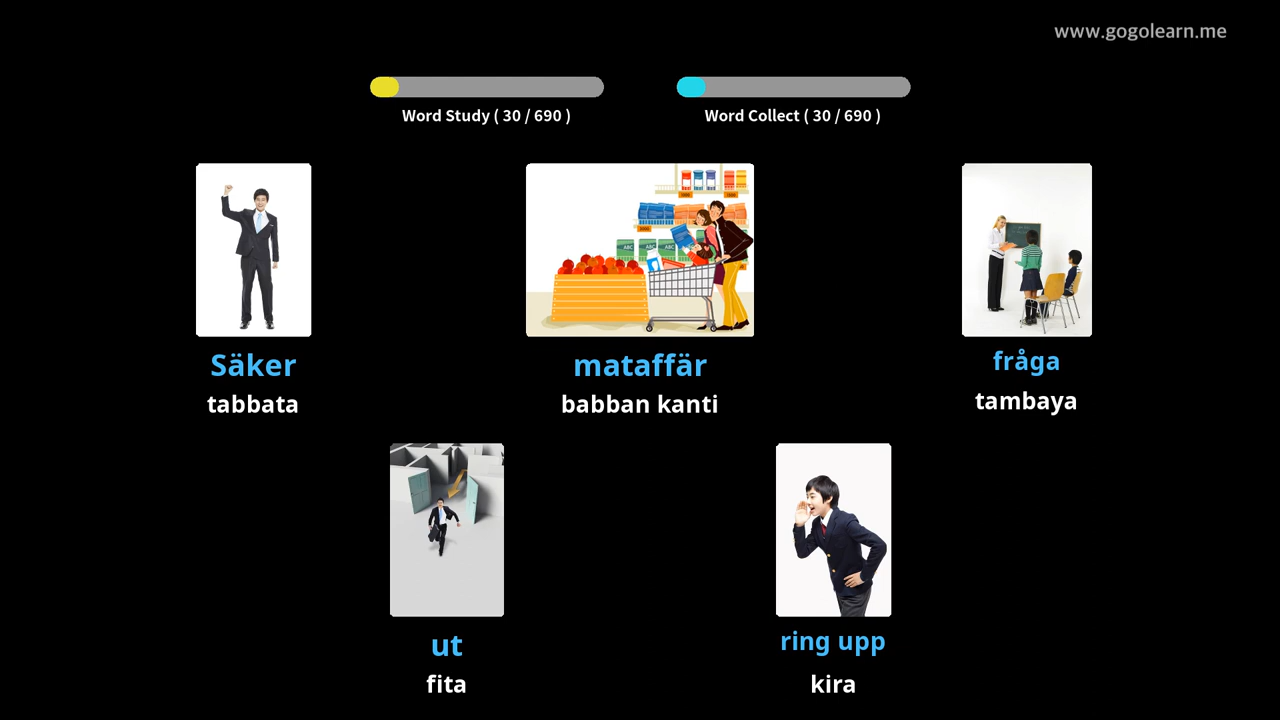 www.gogolearn.me
Word Study ( 30 / 690 )
Word Collect ( 30 / 690 )
Säker
tabbata
mataffär
babban kanti
fråga
tambaya
ut
fita
ring upp
kira